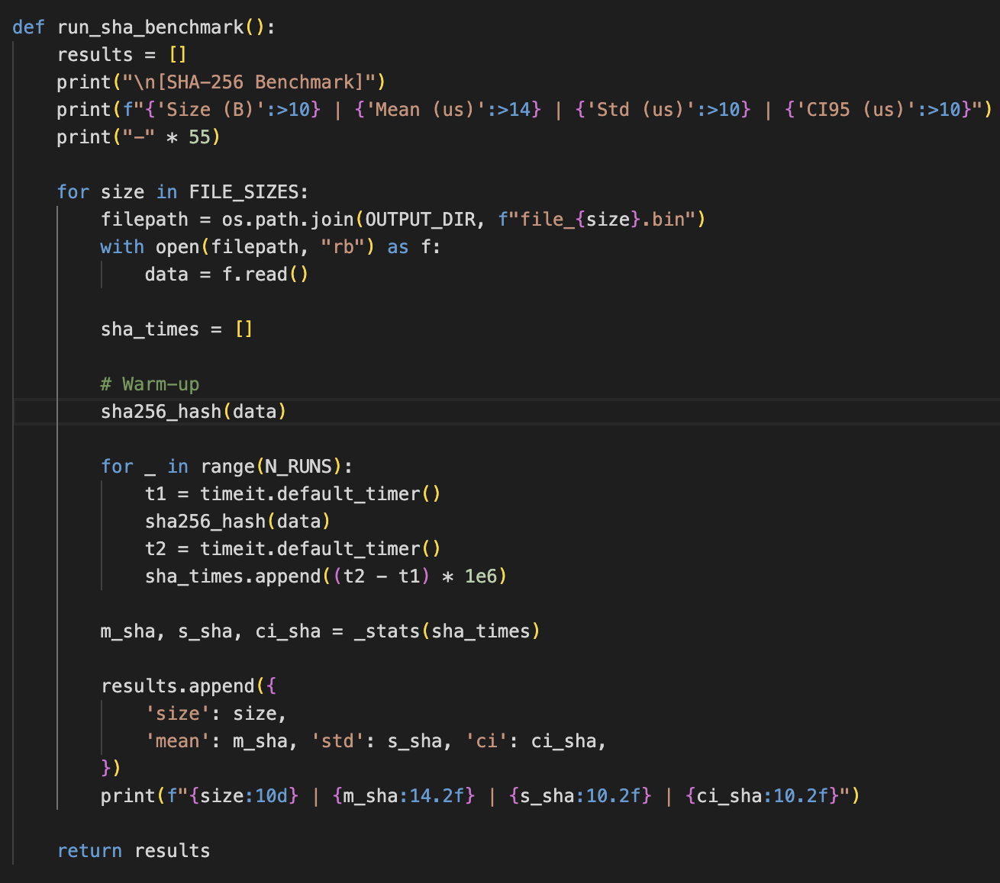 def run_sha_benchmark():
    results = []
    print("\n[SHA-256 Benchmark]")
    print(f"{'Size (B)':>10} | {'Mean (us)':>14} | {'Std (us)':>10} | {'CI95 (us)':>10}")
    print("-" * 55)

    for size in FILE_SIZES:
        filepath = os.path.join(OUTPUT_DIR, f"file_{size}.bin")
        with open(filepath, "rb") as f:
            data = f.read()

        sha_times = []

        # Warm-up
        sha256_hash(data)

        for _ in range(N_RUNS):
            t1 = timeit.default_timer()
            sha256_hash(data)
            t2 = timeit.default_timer()
            sha_times.append((t2 - t1) * 1e6)

        m_sha, s_sha, ci_sha = _stats(sha_times)

        results.append({
            'size': size,
            'mean': m_sha, 'std': s_sha, 'ci': ci_sha,
        })
        print(f"{size:10d} | {m_sha:14.2f} | {s_sha:10.2f} | {ci_sha:10.2f}")

    return results